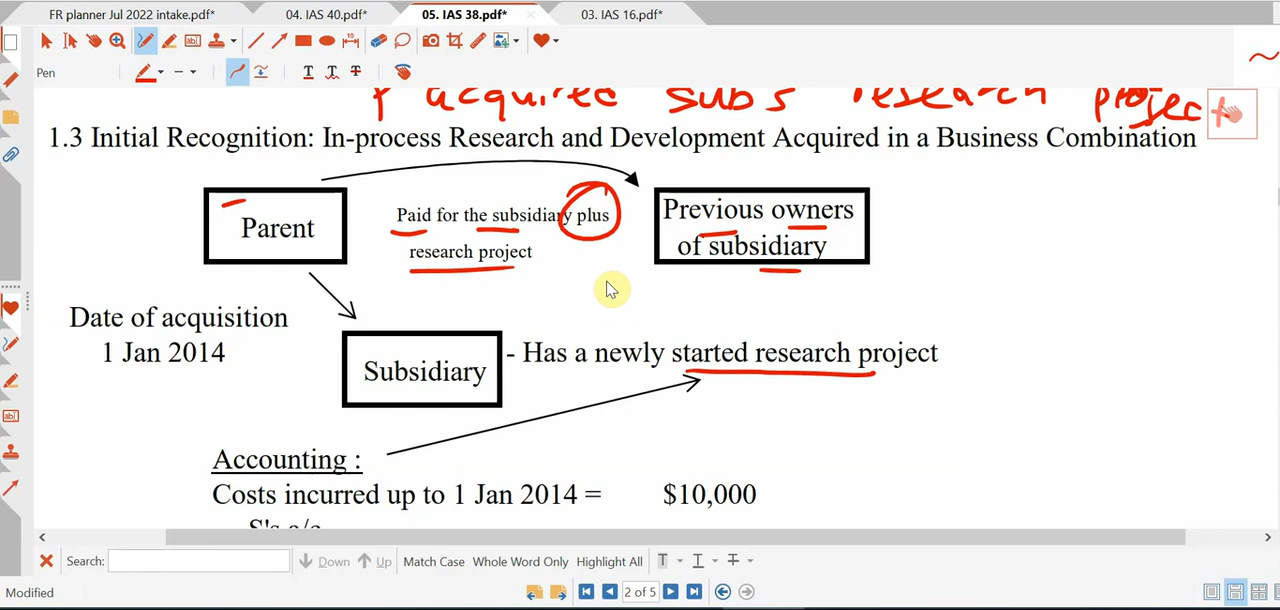 FR planner Jul 2022 intake.pdf* 04. IAS 40.pdf* 05. IAS 38.pdf* 03. IAS 16.pdf*
Pen
P acquired sub's research project
1.3 Initial Recognition: In-process Research and Development Acquired in a Business Combination
Parent
Paid for the subsidiary plus
research project
Previous owners
of subsidiary
Date of acquisition
1 Jan 2014
Subsidiary
- Has a newly started research project
Accounting :
Costs incurred up to 1 Jan 2014 = $10,000
S's a/c
Search: Down Up Match Case Whole Word Only Highlight All
2 of 5
Modified